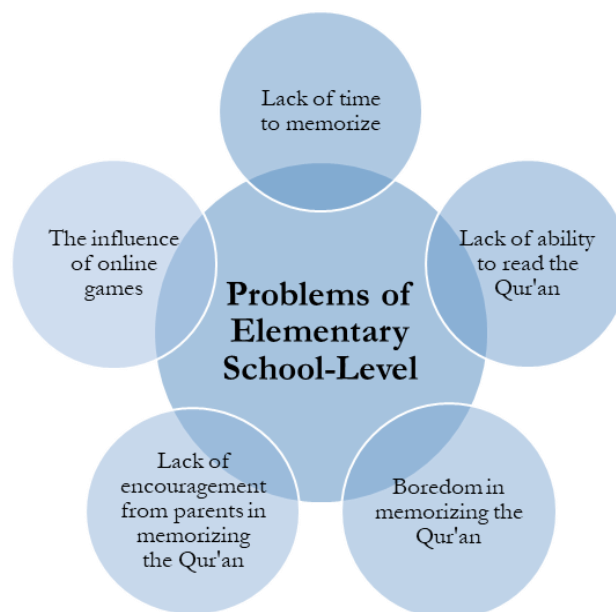 Lack of time
to memorize
The influence
of online
games
Lack of ability
to read the
Qur'an
Problems of
Elementary
School-Level
Lack of
encouragement
from parents in
memorizing
the Qur'an
Boredom in
memorizing the
Qur'an